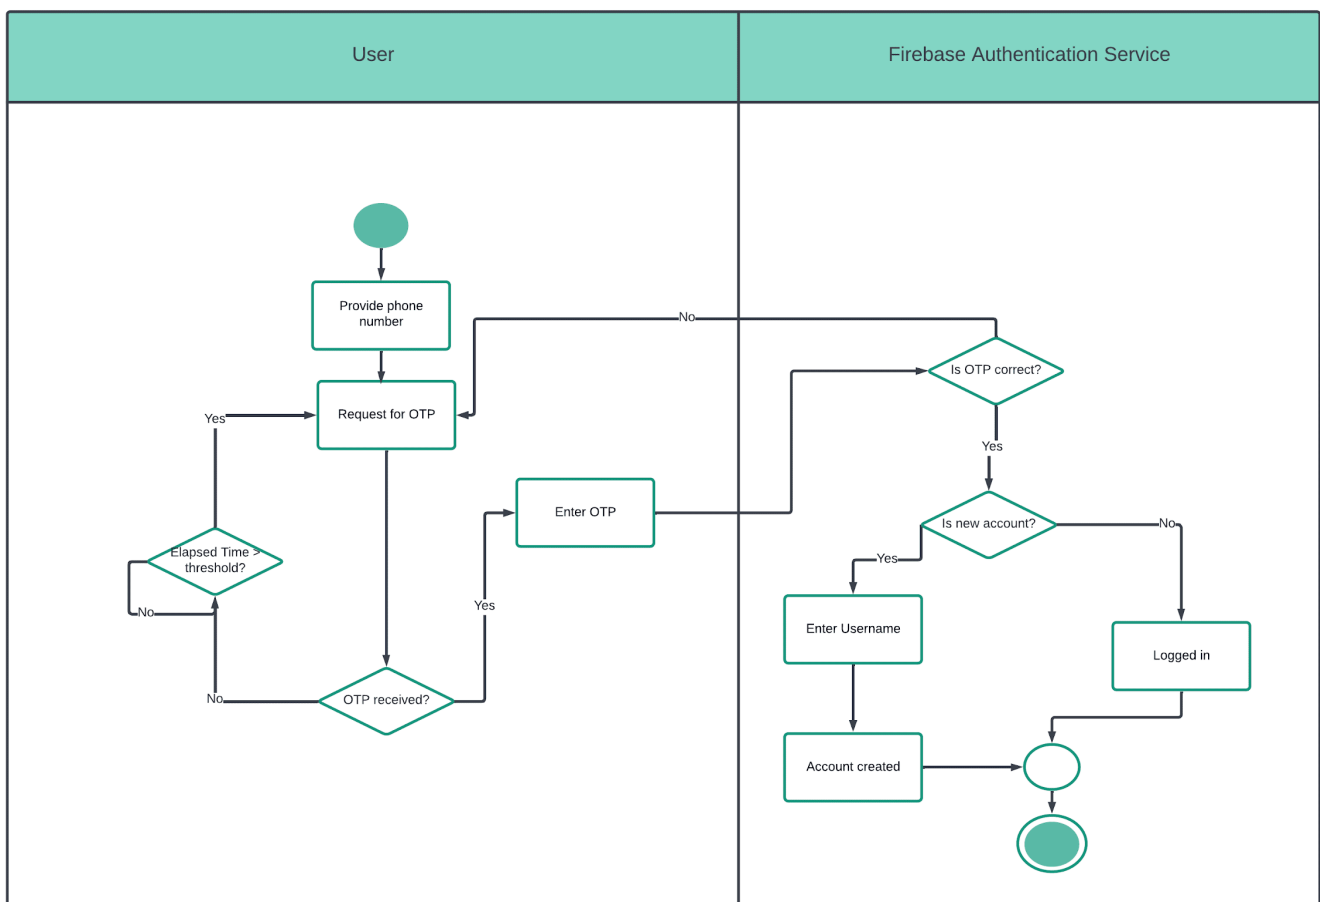 User
Firebase Authentication Service
Provide phone
number
No
Is OTP correct?
Request for OTP
Yes
Yes
Enter OTP
Is new account?
No
Elapsed Time >
threshold?
Yes
No
Yes
Enter Username
Logged in
No
OTP received?
Account created